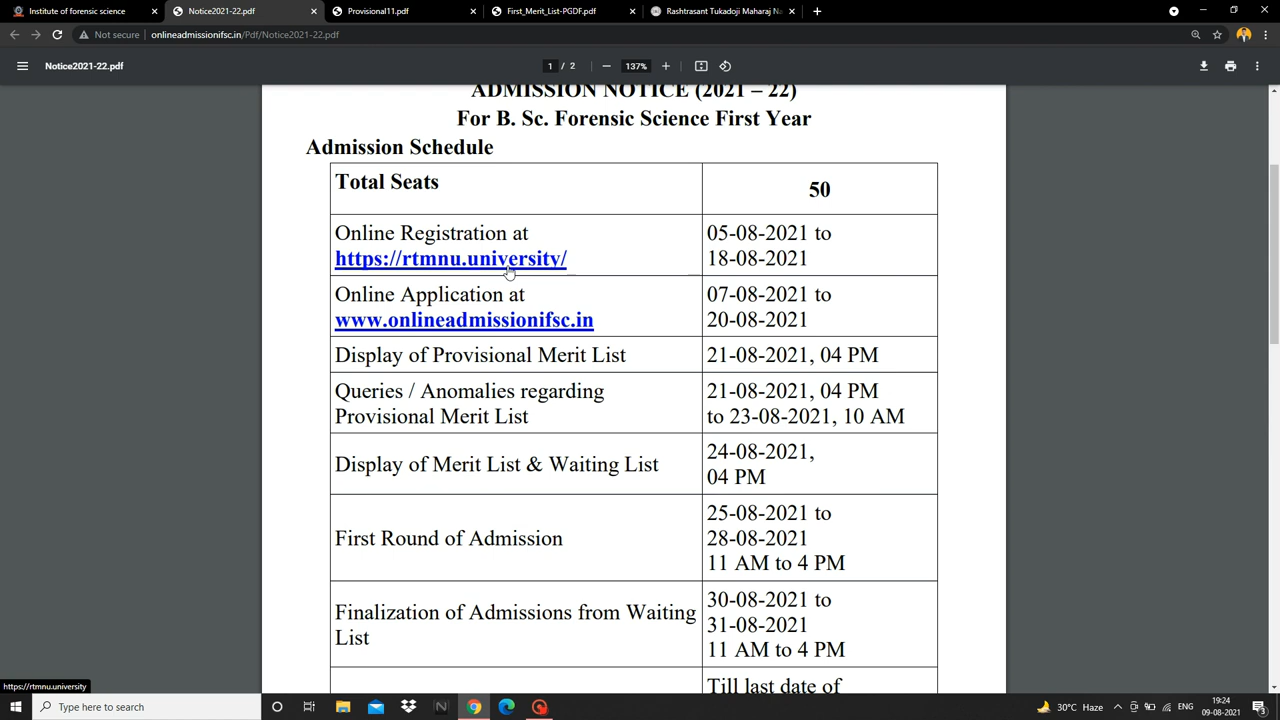 Institute of forensic science
Notice2021-22.pdf
Provisional11.pdf
First_Merit_List-PGDF.pdf
Rashtrasant Tukadoji Maharaj Na
Not secure
onlineadmissionifsc.in/Pdf/Notice2021-22.pdf
Notice2021-22.pdf
1 / 2
137%
ADMISSION NOTICE (2021 – 22)
For B. Sc. Forensic Science First Year
Admission Schedule
Total Seats
50
Online Registration at
https://rtmnu.university/
05-08-2021 to
18-08-2021
Online Application at
www.onlineadmissionifsc.in
07-08-2021 to
20-08-2021
Display of Provisional Merit List
21-08-2021, 04 PM
Queries / Anomalies regarding
Provisional Merit List
21-08-2021, 04 PM
to 23-08-2021, 10 AM
Display of Merit List & Waiting List
24-08-2021,
04 PM
First Round of Admission
25-08-2021 to
28-08-2021
11 AM to 4 PM
Finalization of Admissions from Waiting
List
30-08-2021 to
31-08-2021
11 AM to 4 PM
Till last date of
https://rtmnu.university
Type here to search
30°C Haze
ENG
19:24
09-08-2021